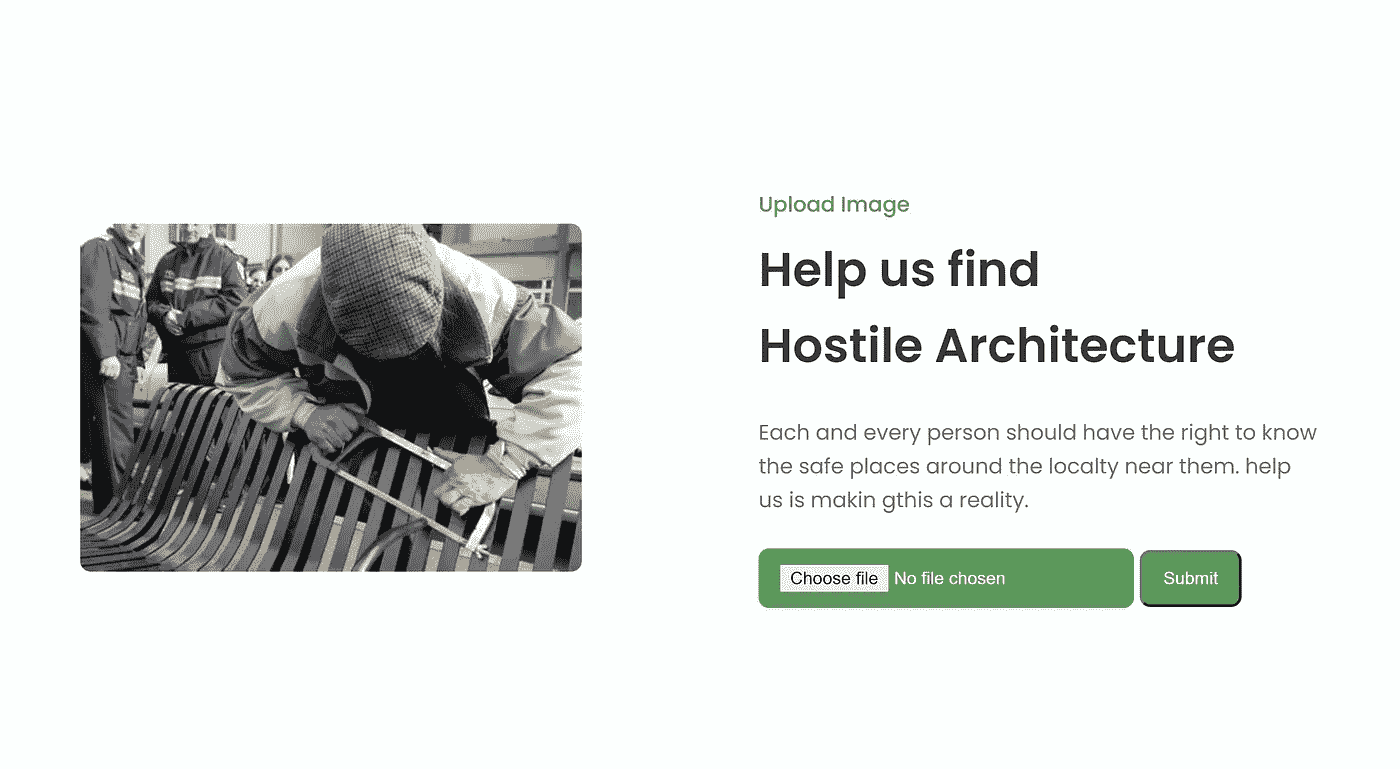 Upload Image
Help us find
Hostile Architecture
Each and every person should have the right to know
the safe places around the localty near them. help
us is makin gthis a reality.
Choose file No file chosen
Submit